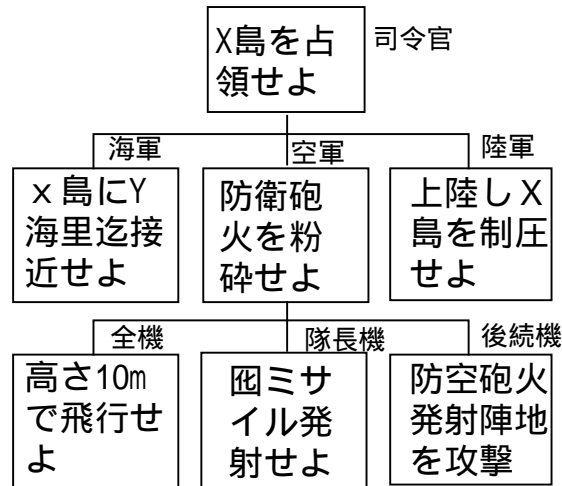 X島を占
領せよ
司令官
海軍
空軍
陸軍
x島にY
海里迄接
近せよ
防衛砲
火を粉
砕せよ
上陸しX
島を制圧
せよ
全機
隊長機
後続機
高さ10m
で飛行せ
よ
囮ミサ
イル発
射せよ
防空砲火
発射陣地
を攻撃